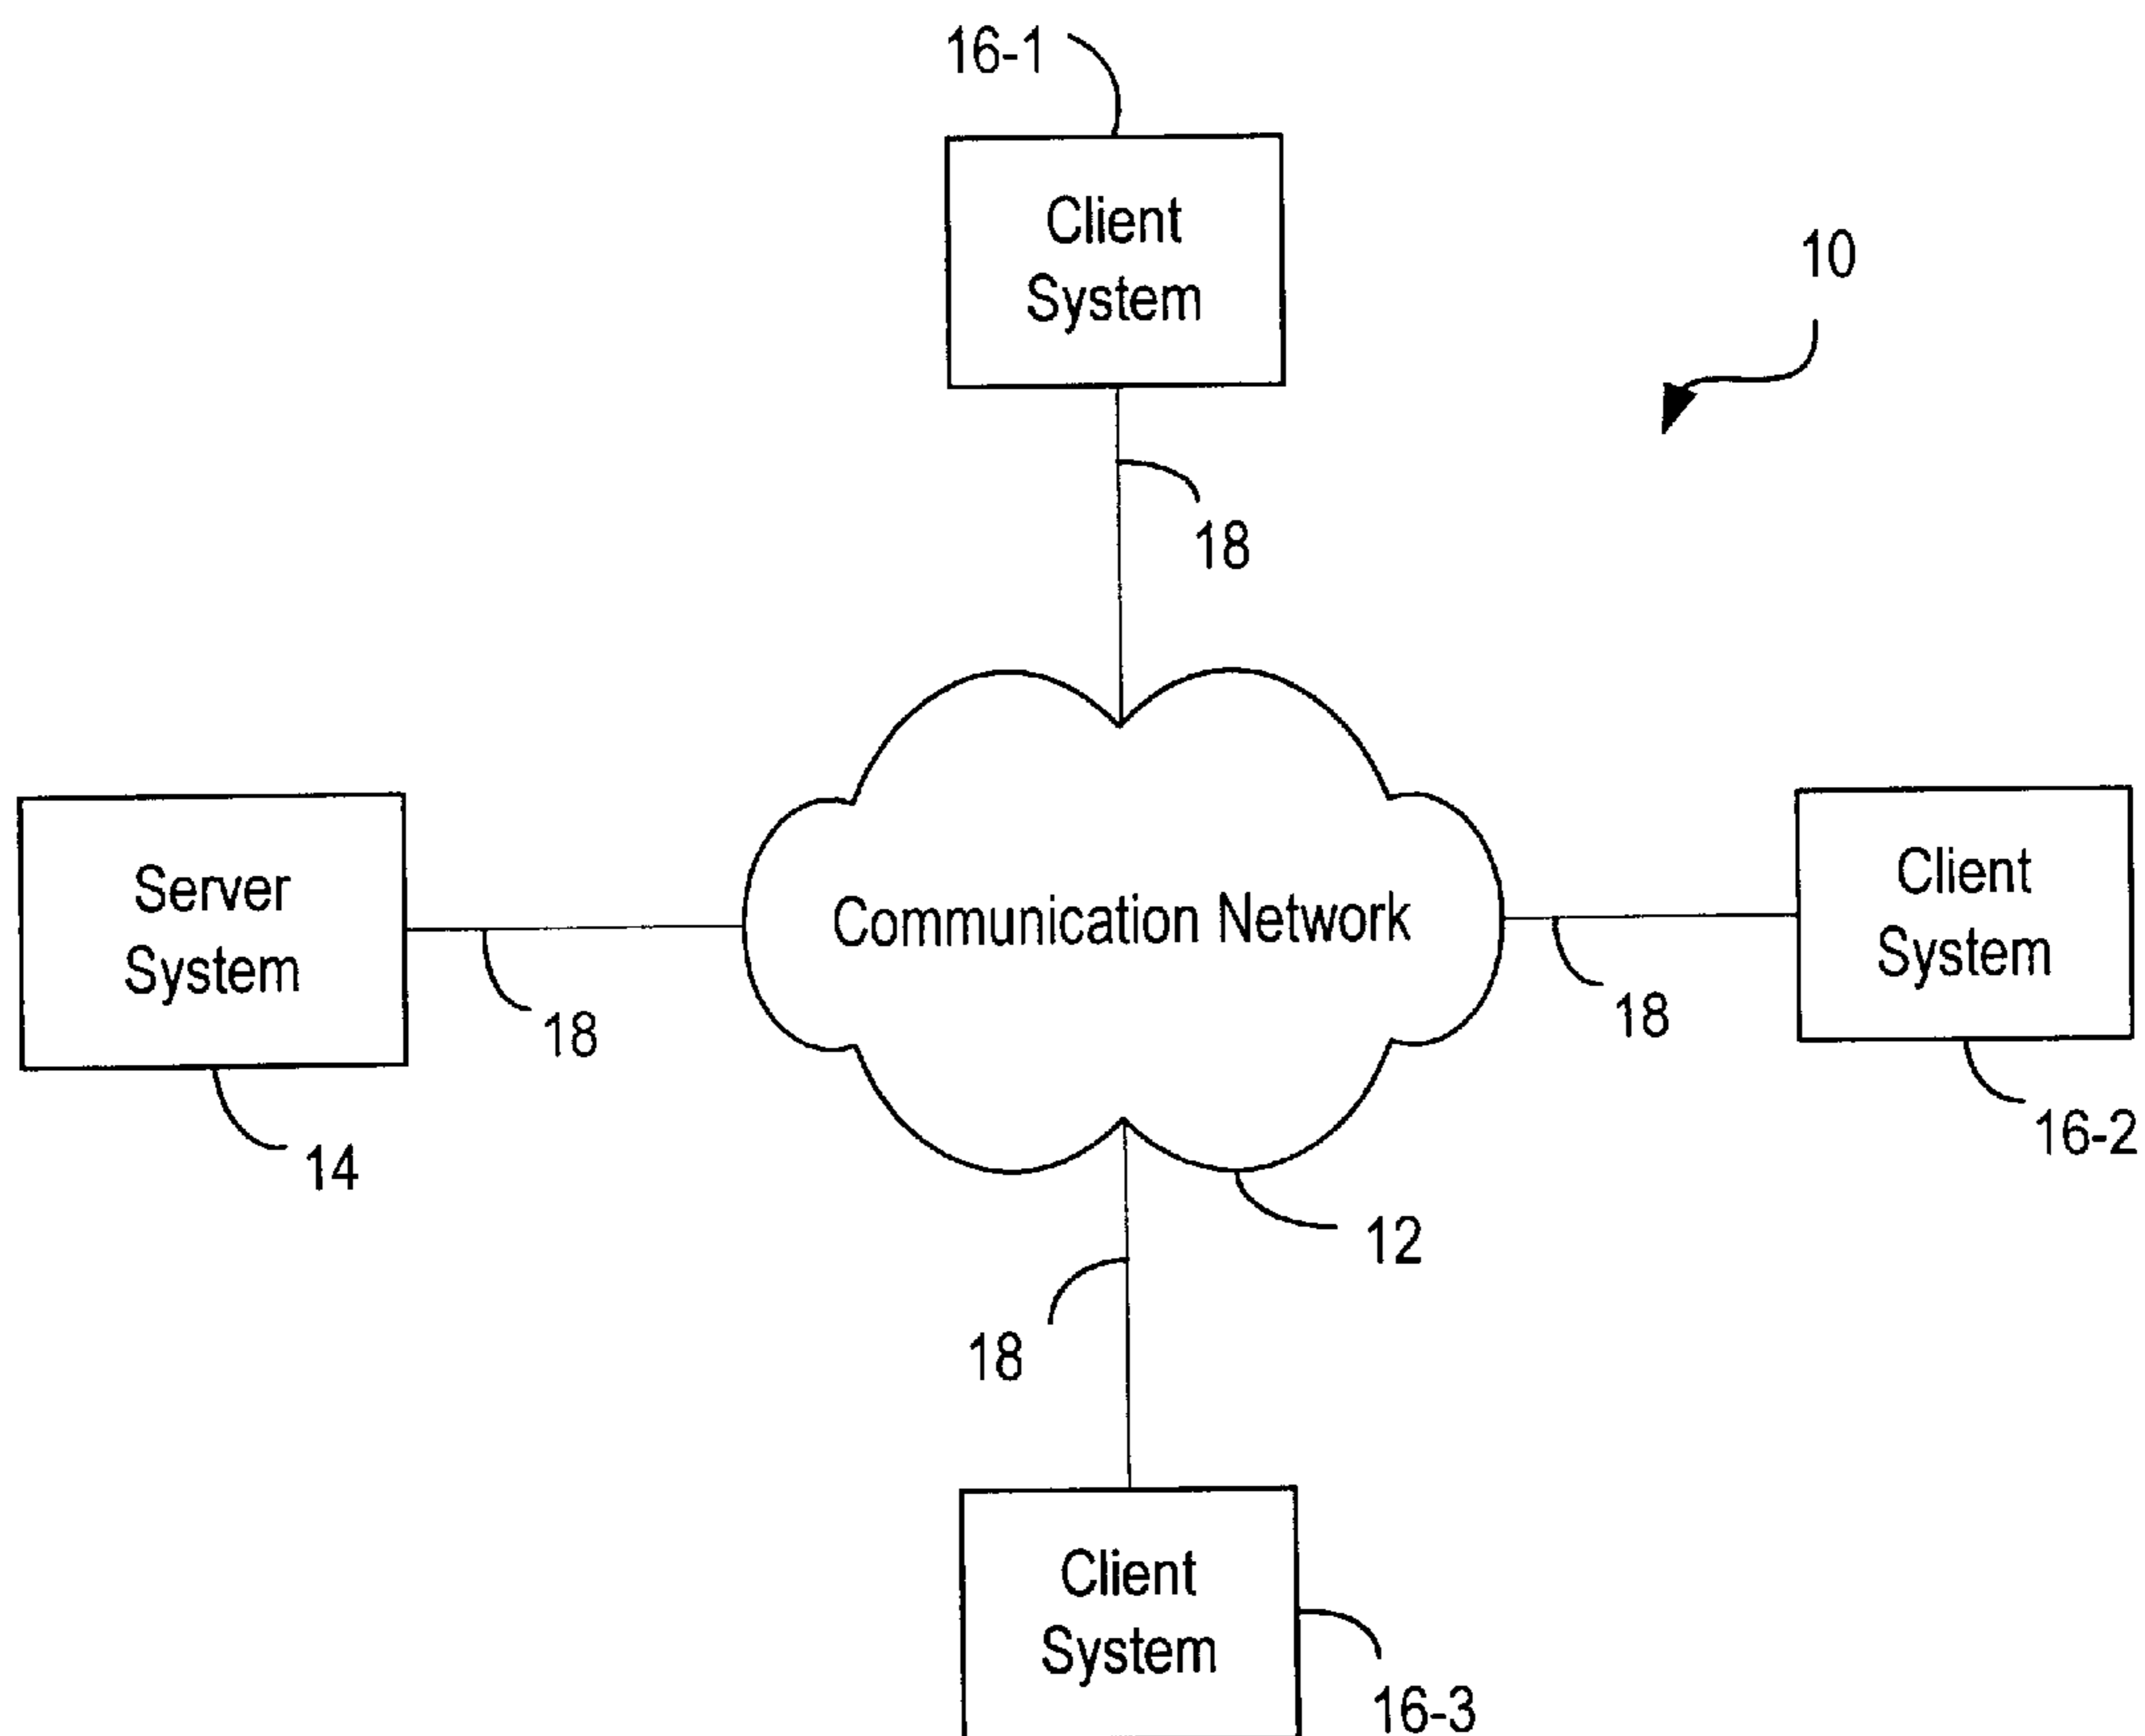 16-1
Client
System
10
18
Server
System
Communication Network
Client
System
18
18
14
16-2
12
18
Client
System
16-3